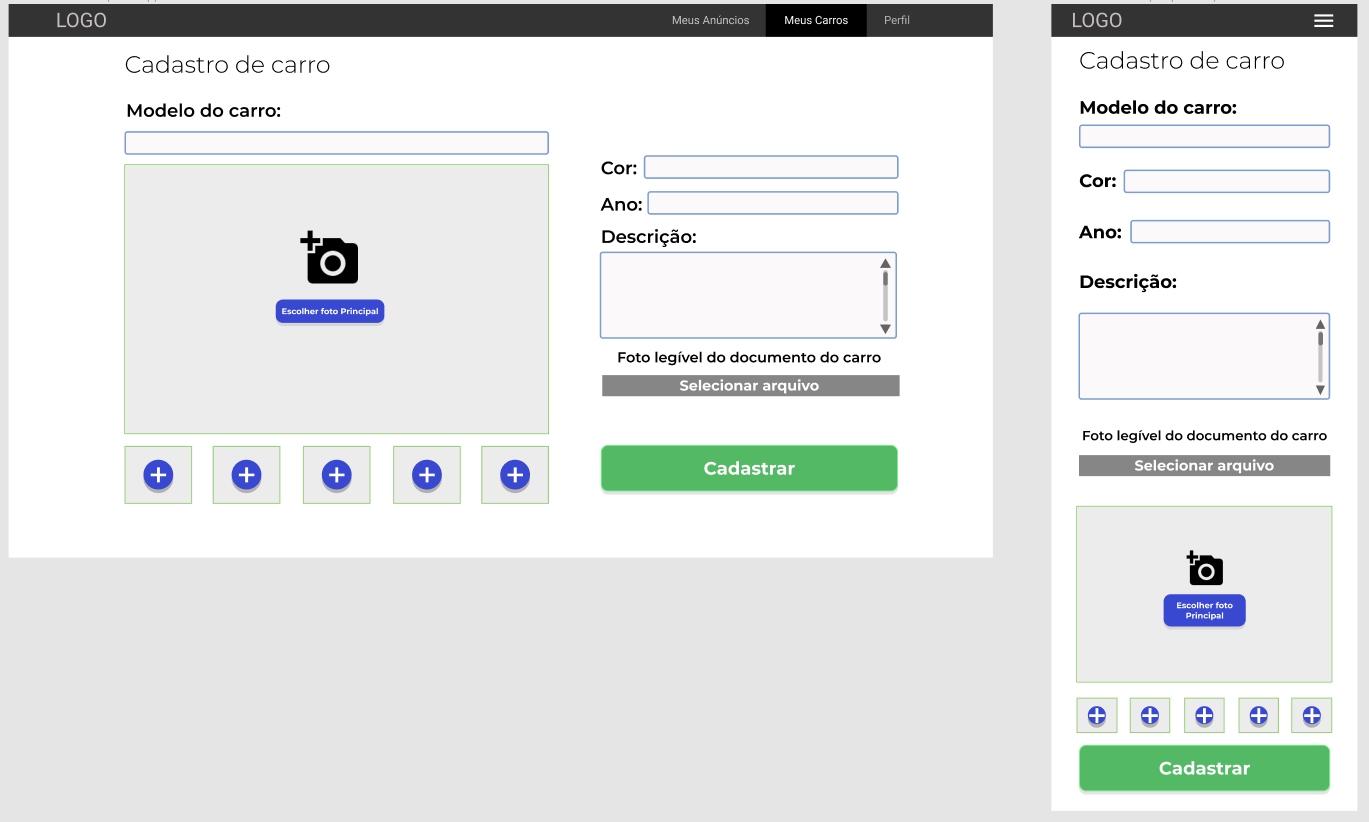 LOGO
Meus Anúncios
Meus Carros
Perfil
Cadastro de carro
Modelo do carro:
Escolher foto Principal
Cor:
Ano:
Descrição:
Foto legível do documento do carro
Selecionar arquivo
Cadastrar
LOGO
Cadastro de carro
Modelo do carro:
Cor:
Ano:
Descrição:
Foto legível do documento do carro
Selecionar arquivo
Escolher foto
Principal
Cadastrar